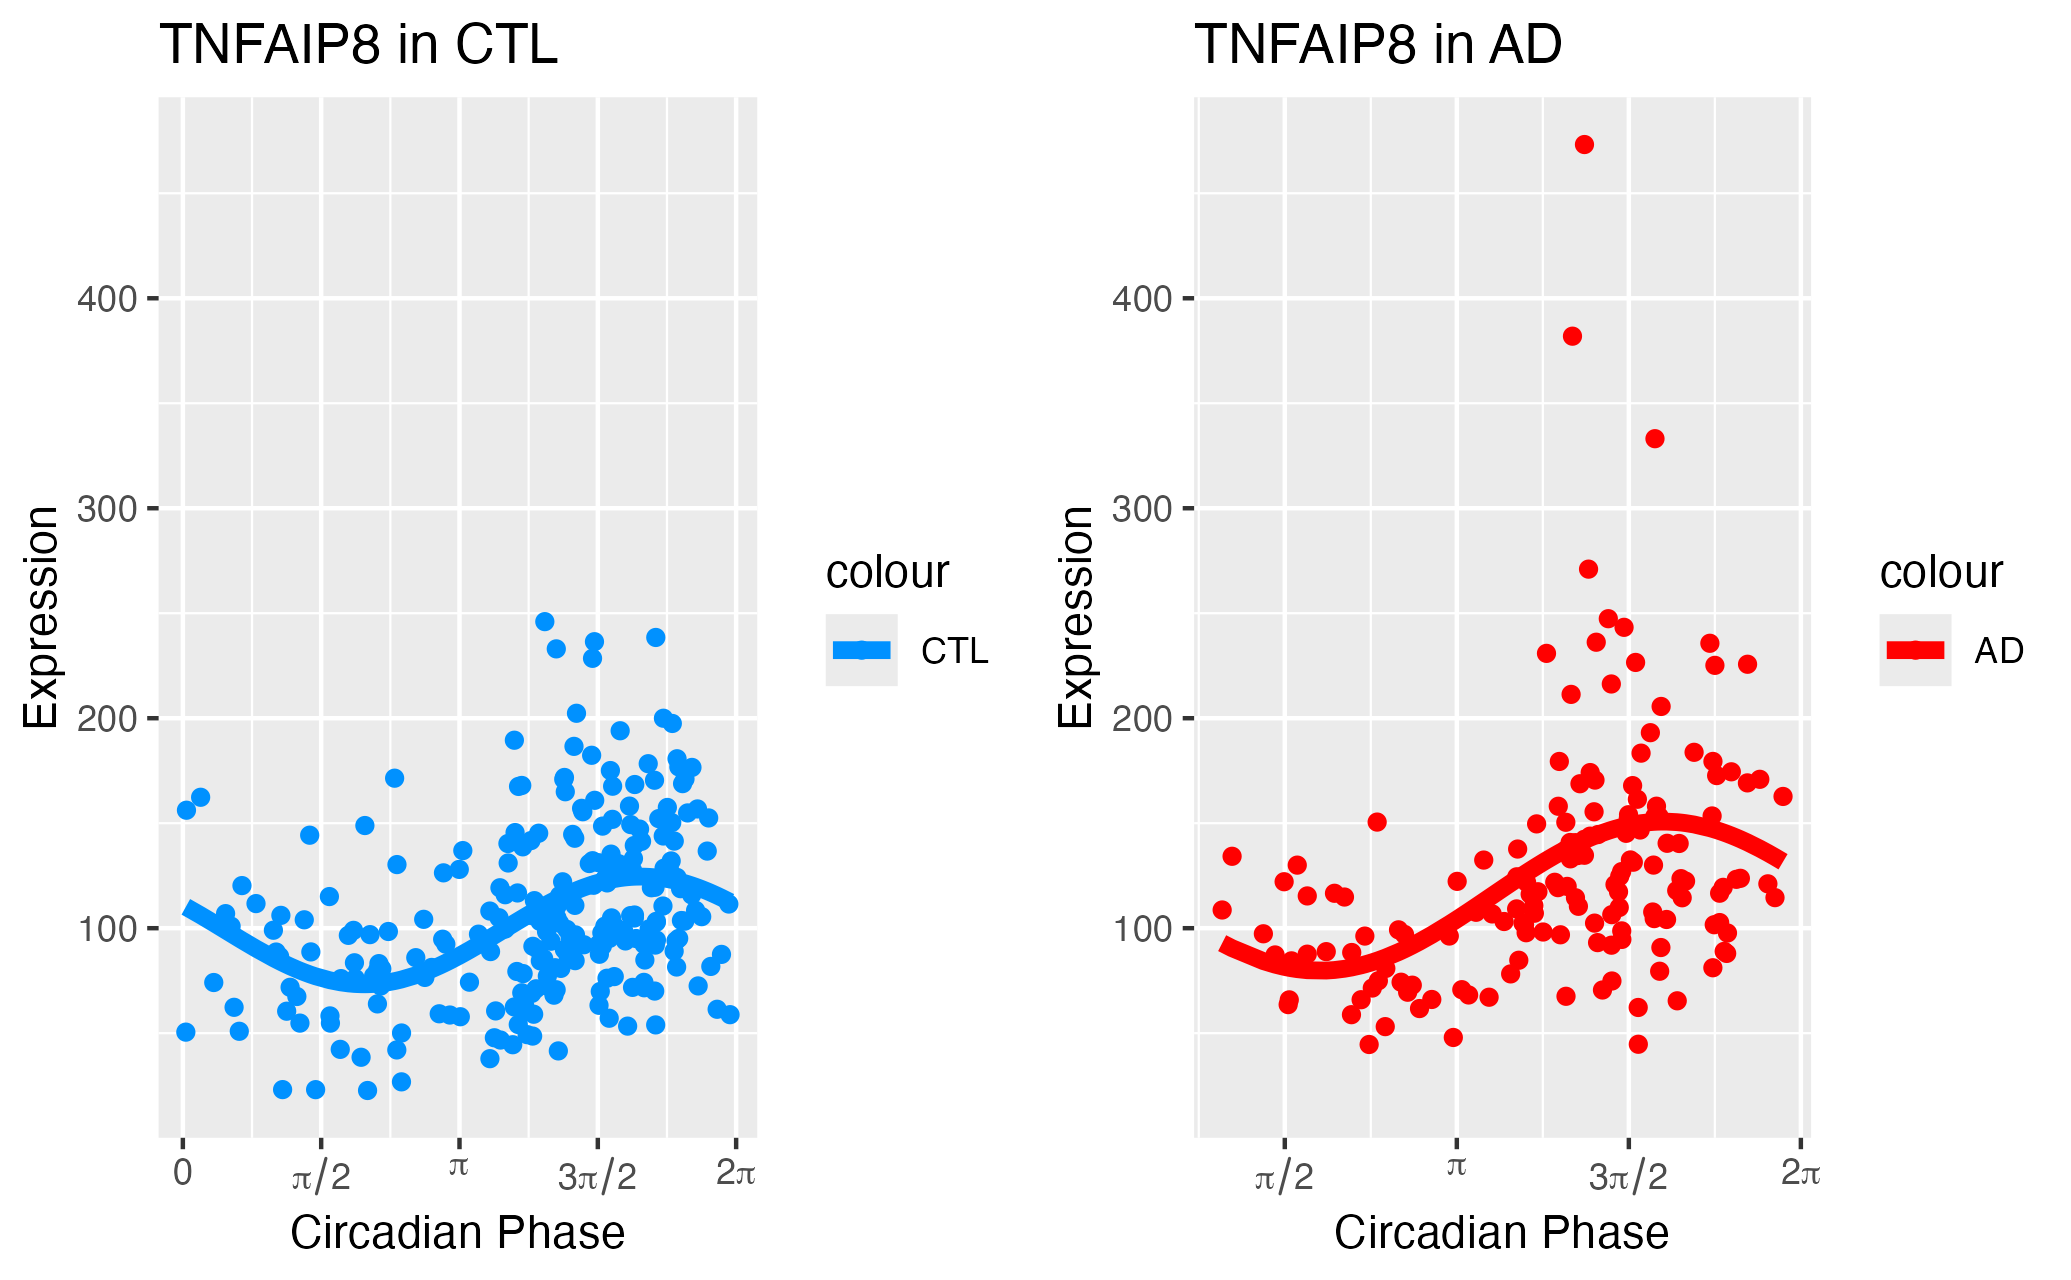 TNFAIP8 in CTL
Expression
400
300
200
100
0
π/2
π
3π/2
2π
Circadian Phase
colour
CTL
TNFAIP8 in AD
Expression
400
300
200
100
π/2
π
3π/2
2π
Circadian Phase
colour
AD